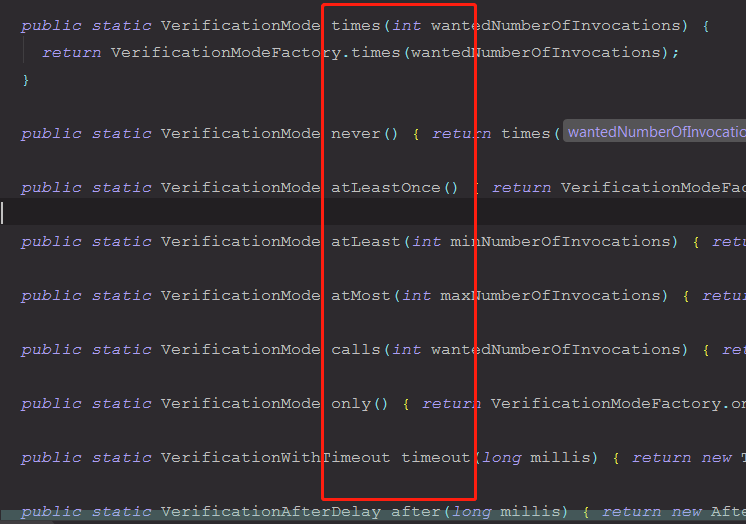 public static VerificationMode times(int wantedNumberOfInvocations) {
return VerificationModeFactory.times(wantedNumberOfInvocations);
}
public static VerificationMode never() { return times( wantedNumberOfInvocatio
public static VerificationMode atLeastOnce() { return VerificationModeFac
public static VerificationMode atLeast(int minNumberOfInvocations) { retu
public static VerificationMode atMost(int maxNumberOfInvocations) { retur
public static VerificationMode calls(int wantedNumberOfInvocations) { re
public static VerificationMode only() { return VerificationModeFactory.on
public static VerificationWithTimeout timeout(long millis) { return new T
public static VerificationAfterDelay after(long millis) { return new Afte